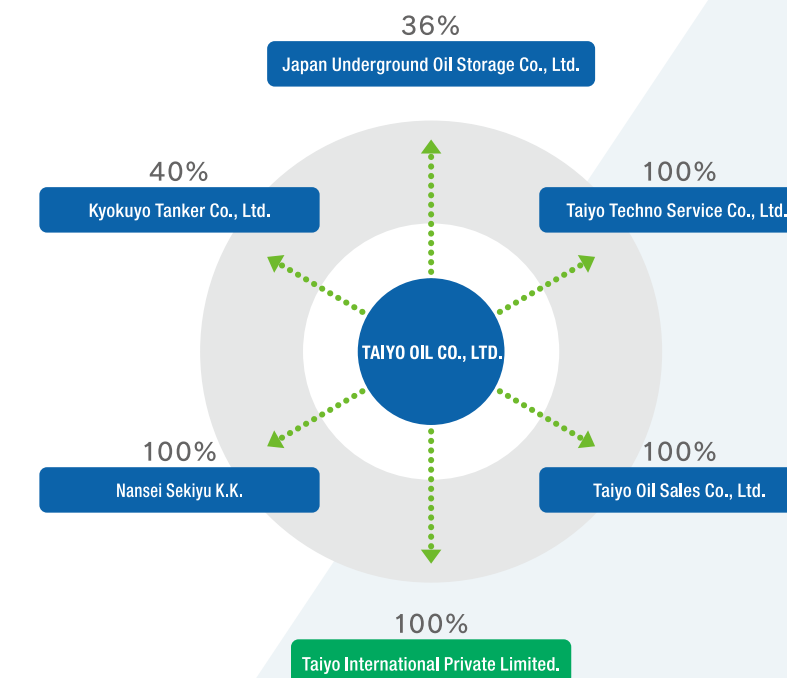 36%
Japan Underground Oil Storage Co., Ltd.
40%
Kyokuyo Tanker Co., Ltd.
100%
Taiyo Techno Service Co., Ltd.
TAIYO OIL CO., LTD.
100%
Nansei Sekiyu K.K.
100%
Taiyo Oil Sales Co., Ltd.
100%
Taiyo International Private Limited.